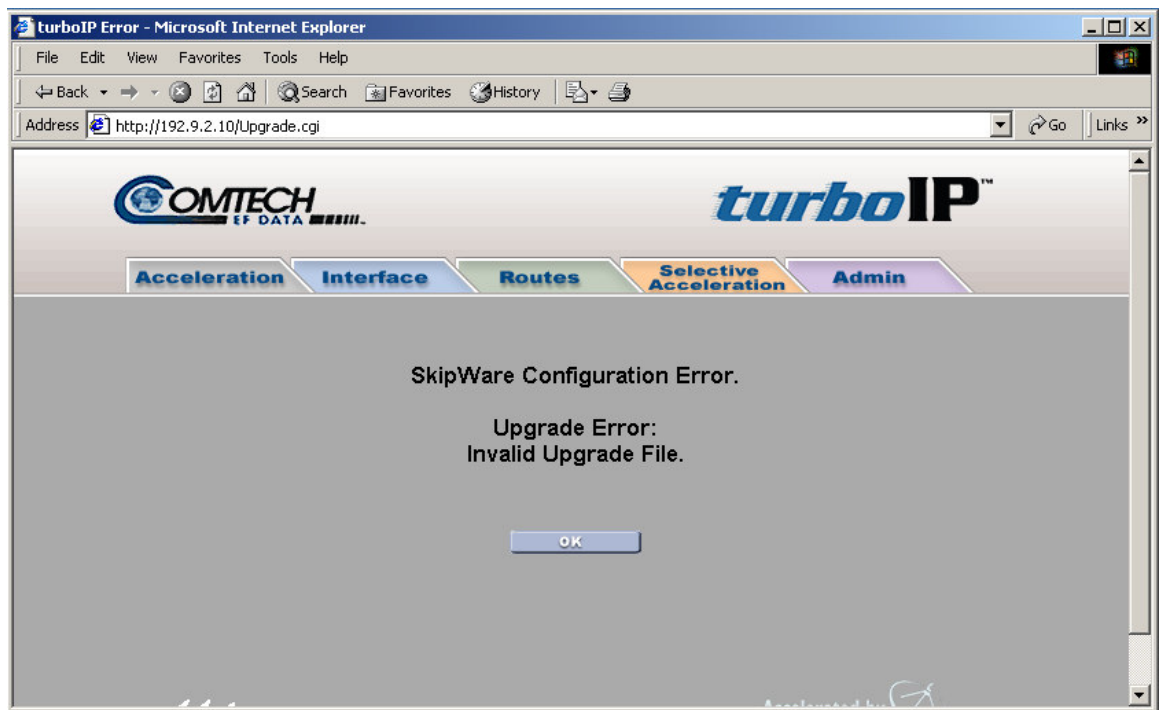 turboIP Error - Microsoft Internet Explorer
File Edit View Favorites Tools Help
Back Search Favorites History
Address http://192.9.2.10/Upgrade.cgi Go Links »
COMTECH
EF DATA
turboIP™
Acceleration Interface Routes Selective Acceleration Admin
SkipWare Configuration Error.
Upgrade Error:
Invalid Upgrade File.
OK